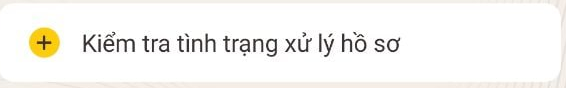 Kiểm tra tình trạng xử lý hồ sơ